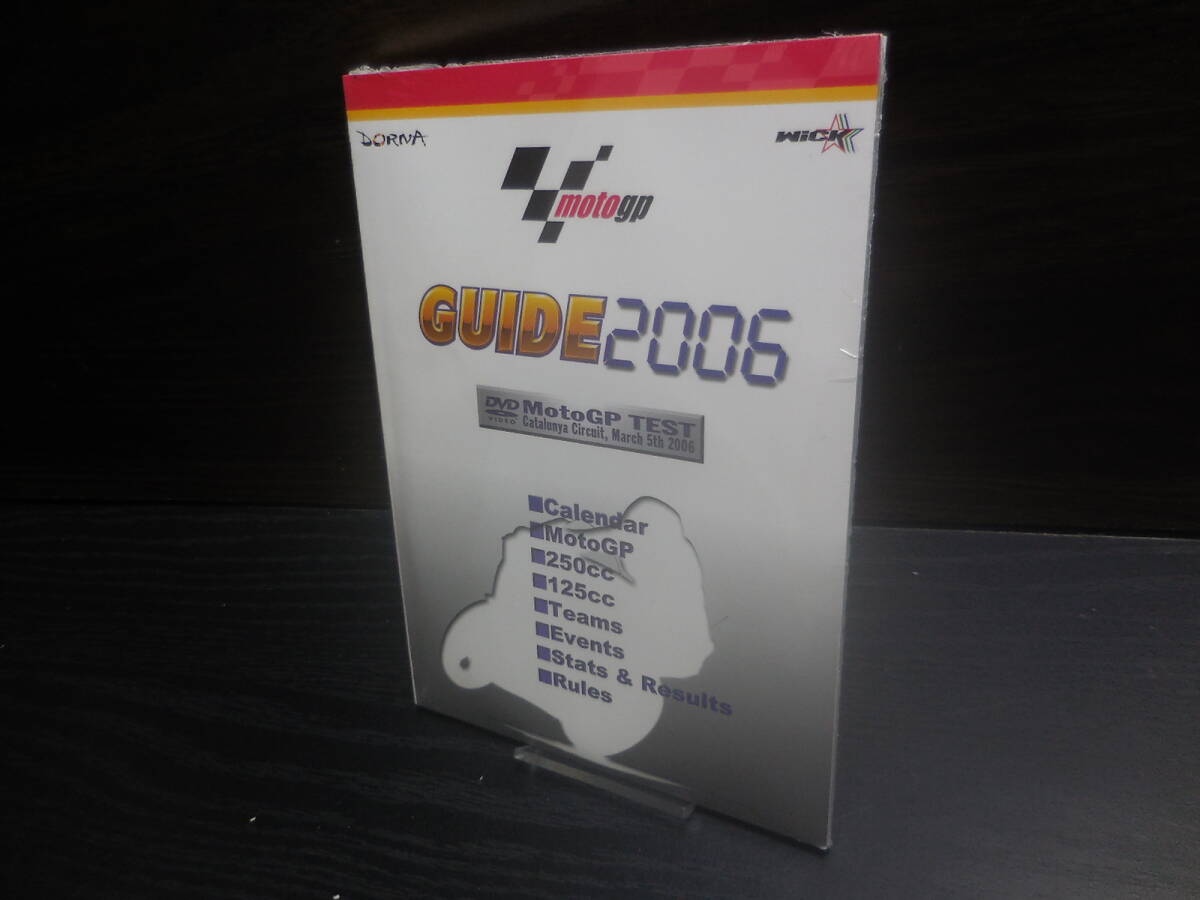 DORNA
WiCK
motogp
GUIDE2006
DVD VIDEO
MotoGP TEST
Catalunya Circuit, March 5th 2006
■Calendar
■MotoGP
■250cc
■125cc
■Teams
■Events
■Stats & Results
■Rules